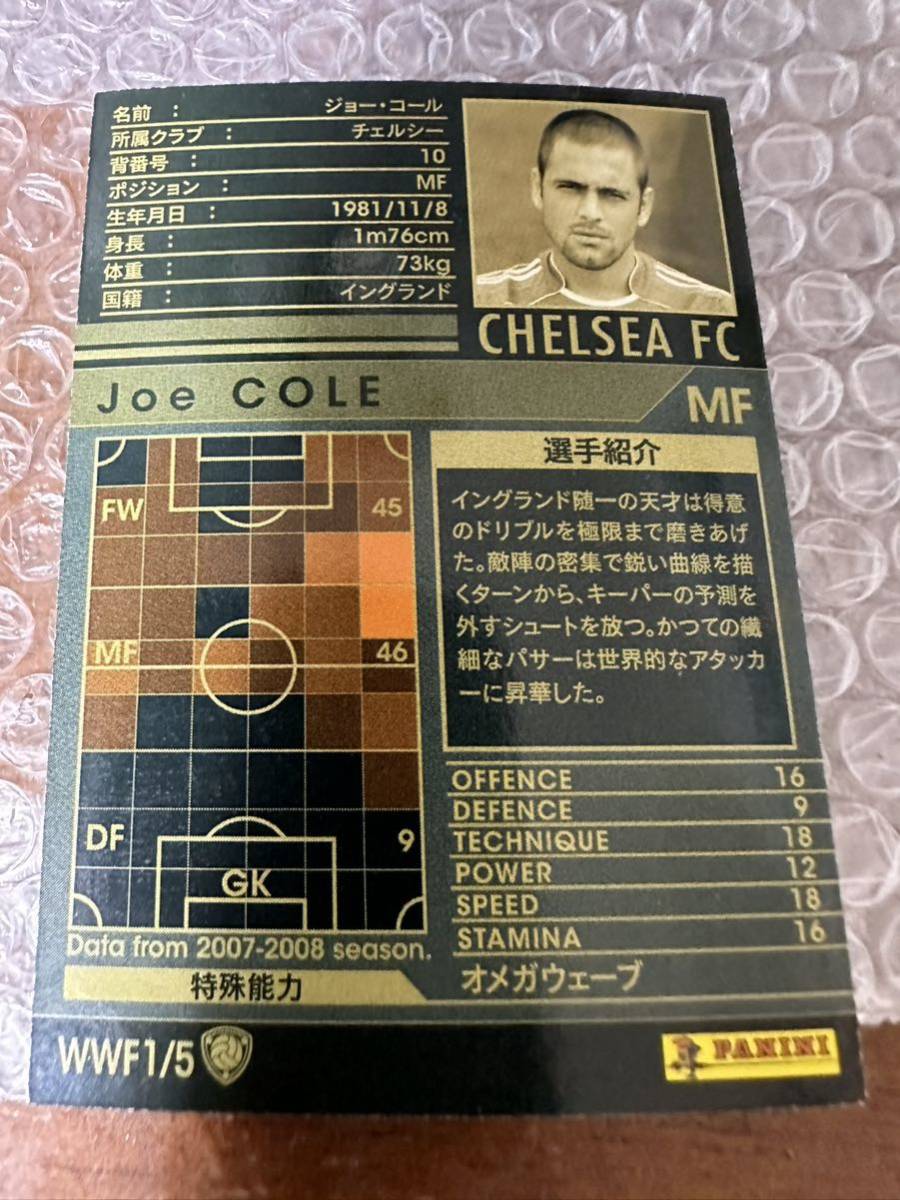 名前 : ジョー・コール
所属クラブ : チェルシー
背番号 : 10
ポジション : MF
生年月日 : 1981/11/8
身長 : 1m76cm
体重 : 73kg
国籍 : イングランド
CHELSEA FC
Joe COLE
MF
FW 45
MF 46
DF 9
GK
Data from 2007-2008 season.
選手紹介
イングランド随一の天才は得意
のドリブルを極限まで磨きあげ
た。敵陣の密集で鋭い曲線を描
くターンから、キーパーの予測を
外すシュートを放つ。かつての繊
細なパサーは世界的なアタッカ
ーに昇華した。
OFFENCE 16
DEFENCE 9
TECHNIQUE 18
POWER 12
SPEED 18
STAMINA 16
特殊能力 オメガウェーブ
WWF1/5
PANINI